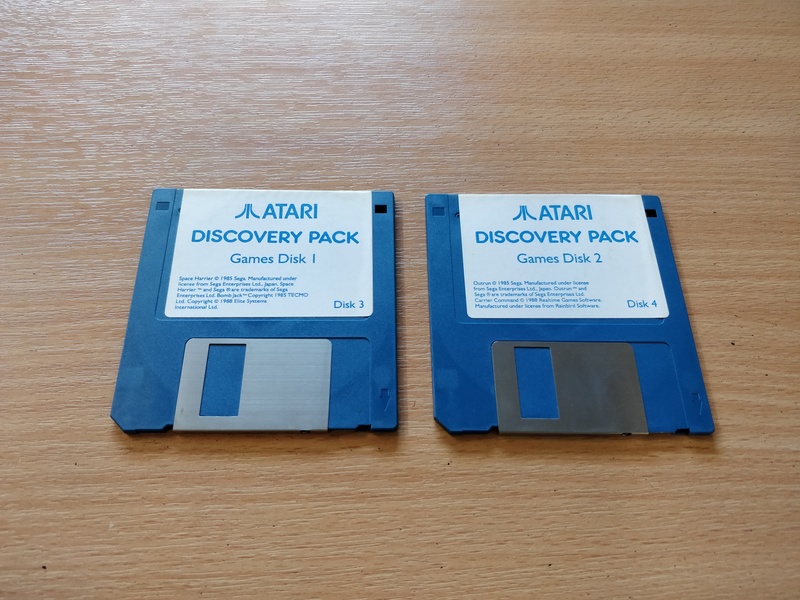 ATARI
DISCOVERY PACK
Games Disk 1
Space Harrier © 1985 Sega. Manufactured under
license from Sega Enterprises Ltd., Japan. Space
Harrier ™ and Sega ® are trademarks of Sega
Enterprises Ltd. Bomb Jack™ Copyright 1985 TECMO
Ltd. Copyright © 1988 Elite Systems
International Ltd.
Disk 3
ATARI
DISCOVERY PACK
Games Disk 2
Outrun © 1985 Sega. Manufactured under license
from Sega Enterprises Ltd., Japan. Outrun ™ and
Sega ® are trademarks of Sega Enterprises Ltd.
Carrier Command © 1988 Realtime Games Software.
Manufactured under license from Rainbird Software.
Disk 4